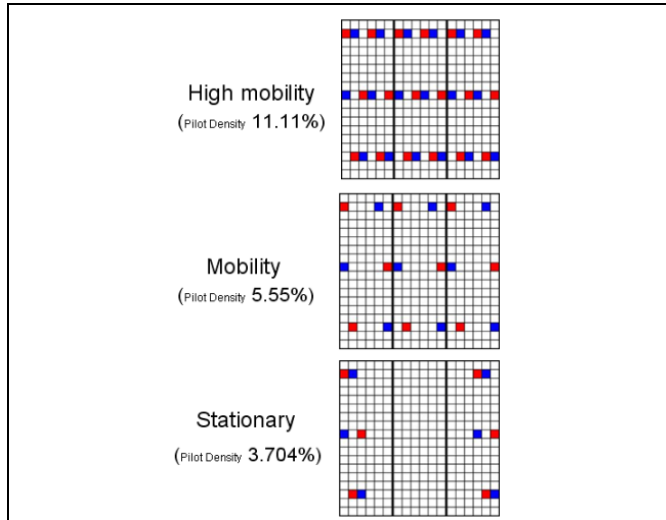 High mobility
(Pilot Density 11.11%)
Mobility
(Pilot Density 5.55%)
Stationary
(Pilot Density 3.704%)